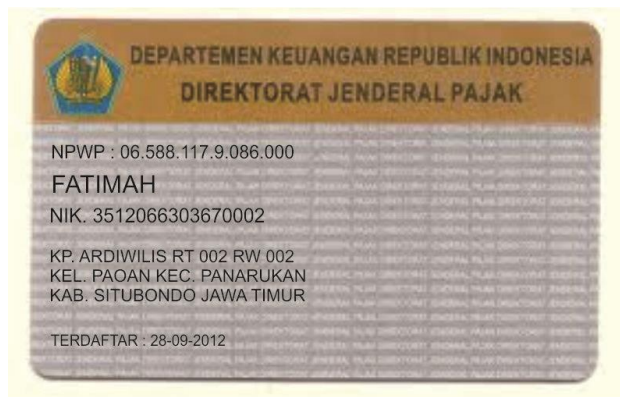 DEPARTEMEN KEUANGAN REPUBLIK INDONESIA
DIREKTORAT JENDERAL PAJAK
NPWP : 06.588.117.9.086.000
FATIMAH
NIK. 3512066303670002
KP. ARDIWILIS RT 002 RW 002
KEL. PAOAN KEC. PANARUKAN
KAB. SITUBONDO JAWA TIMUR
TERDAFTAR : 28-09-2012